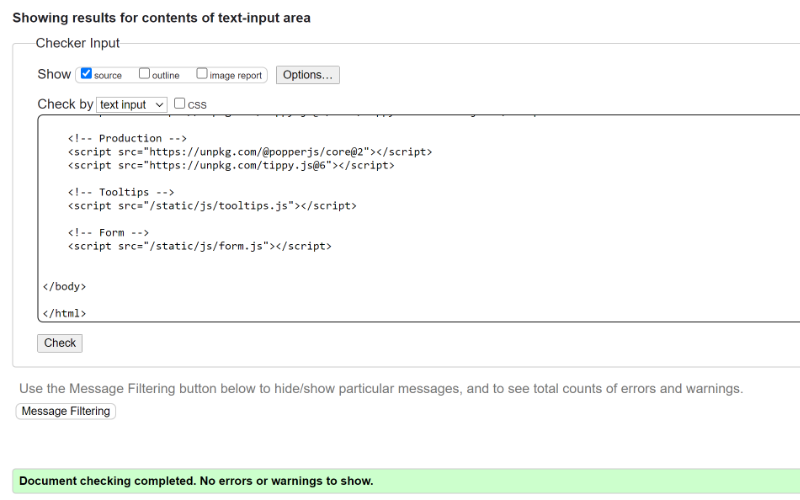 Showing results for contents of text-input area
Checker Input
Show source outline image report Options...
Check by text input css
<!-- Production -->
<script src="https://unpkg.com/@popperjs/core@2"></script>
<script src="https://unpkg.com/tippy.js@6"></script>
<!-- Tooltips -->
<script src="/static/js/tooltips.js"></script>
<!-- Form -->
<script src="/static/js/form.js"></script>
</body>
</html>
Check
Use the Message Filtering button below to hide/show particular messages, and to see total counts of errors and warnings.
Message Filtering
Document checking completed. No errors or warnings to show.